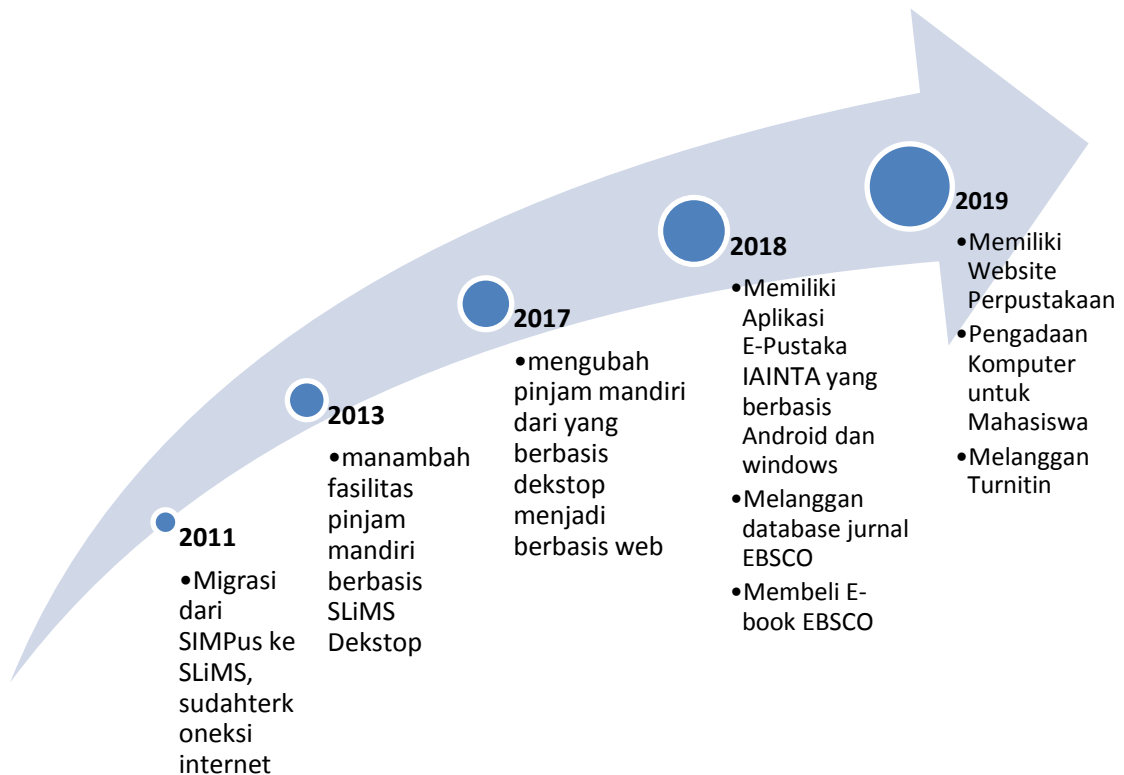 2011
•Migrasi
dari
SIMPus ke
SLiMS,
sudahterk
oneksi
internet
2013
•manambah
fasilitas
pinjam
mandiri
berbasis
SLiMS
Dekstop
2017
•mengubah
pinjam mandiri
dari yang
berbasis
dekstop
menjadi
berbasis web
2018
•Memiliki
Aplikasi
E-Pustaka
IAINTA yang
berbasis
Android dan
windows
•Melanggan
database jurnal
EBSCO
•Membeli E-
book EBSCO
2019
•Memiliki
Website
Perpustakaan
•Pengadaan
Komputer
untuk
Mahasiswa
•Melanggan
Turnitin